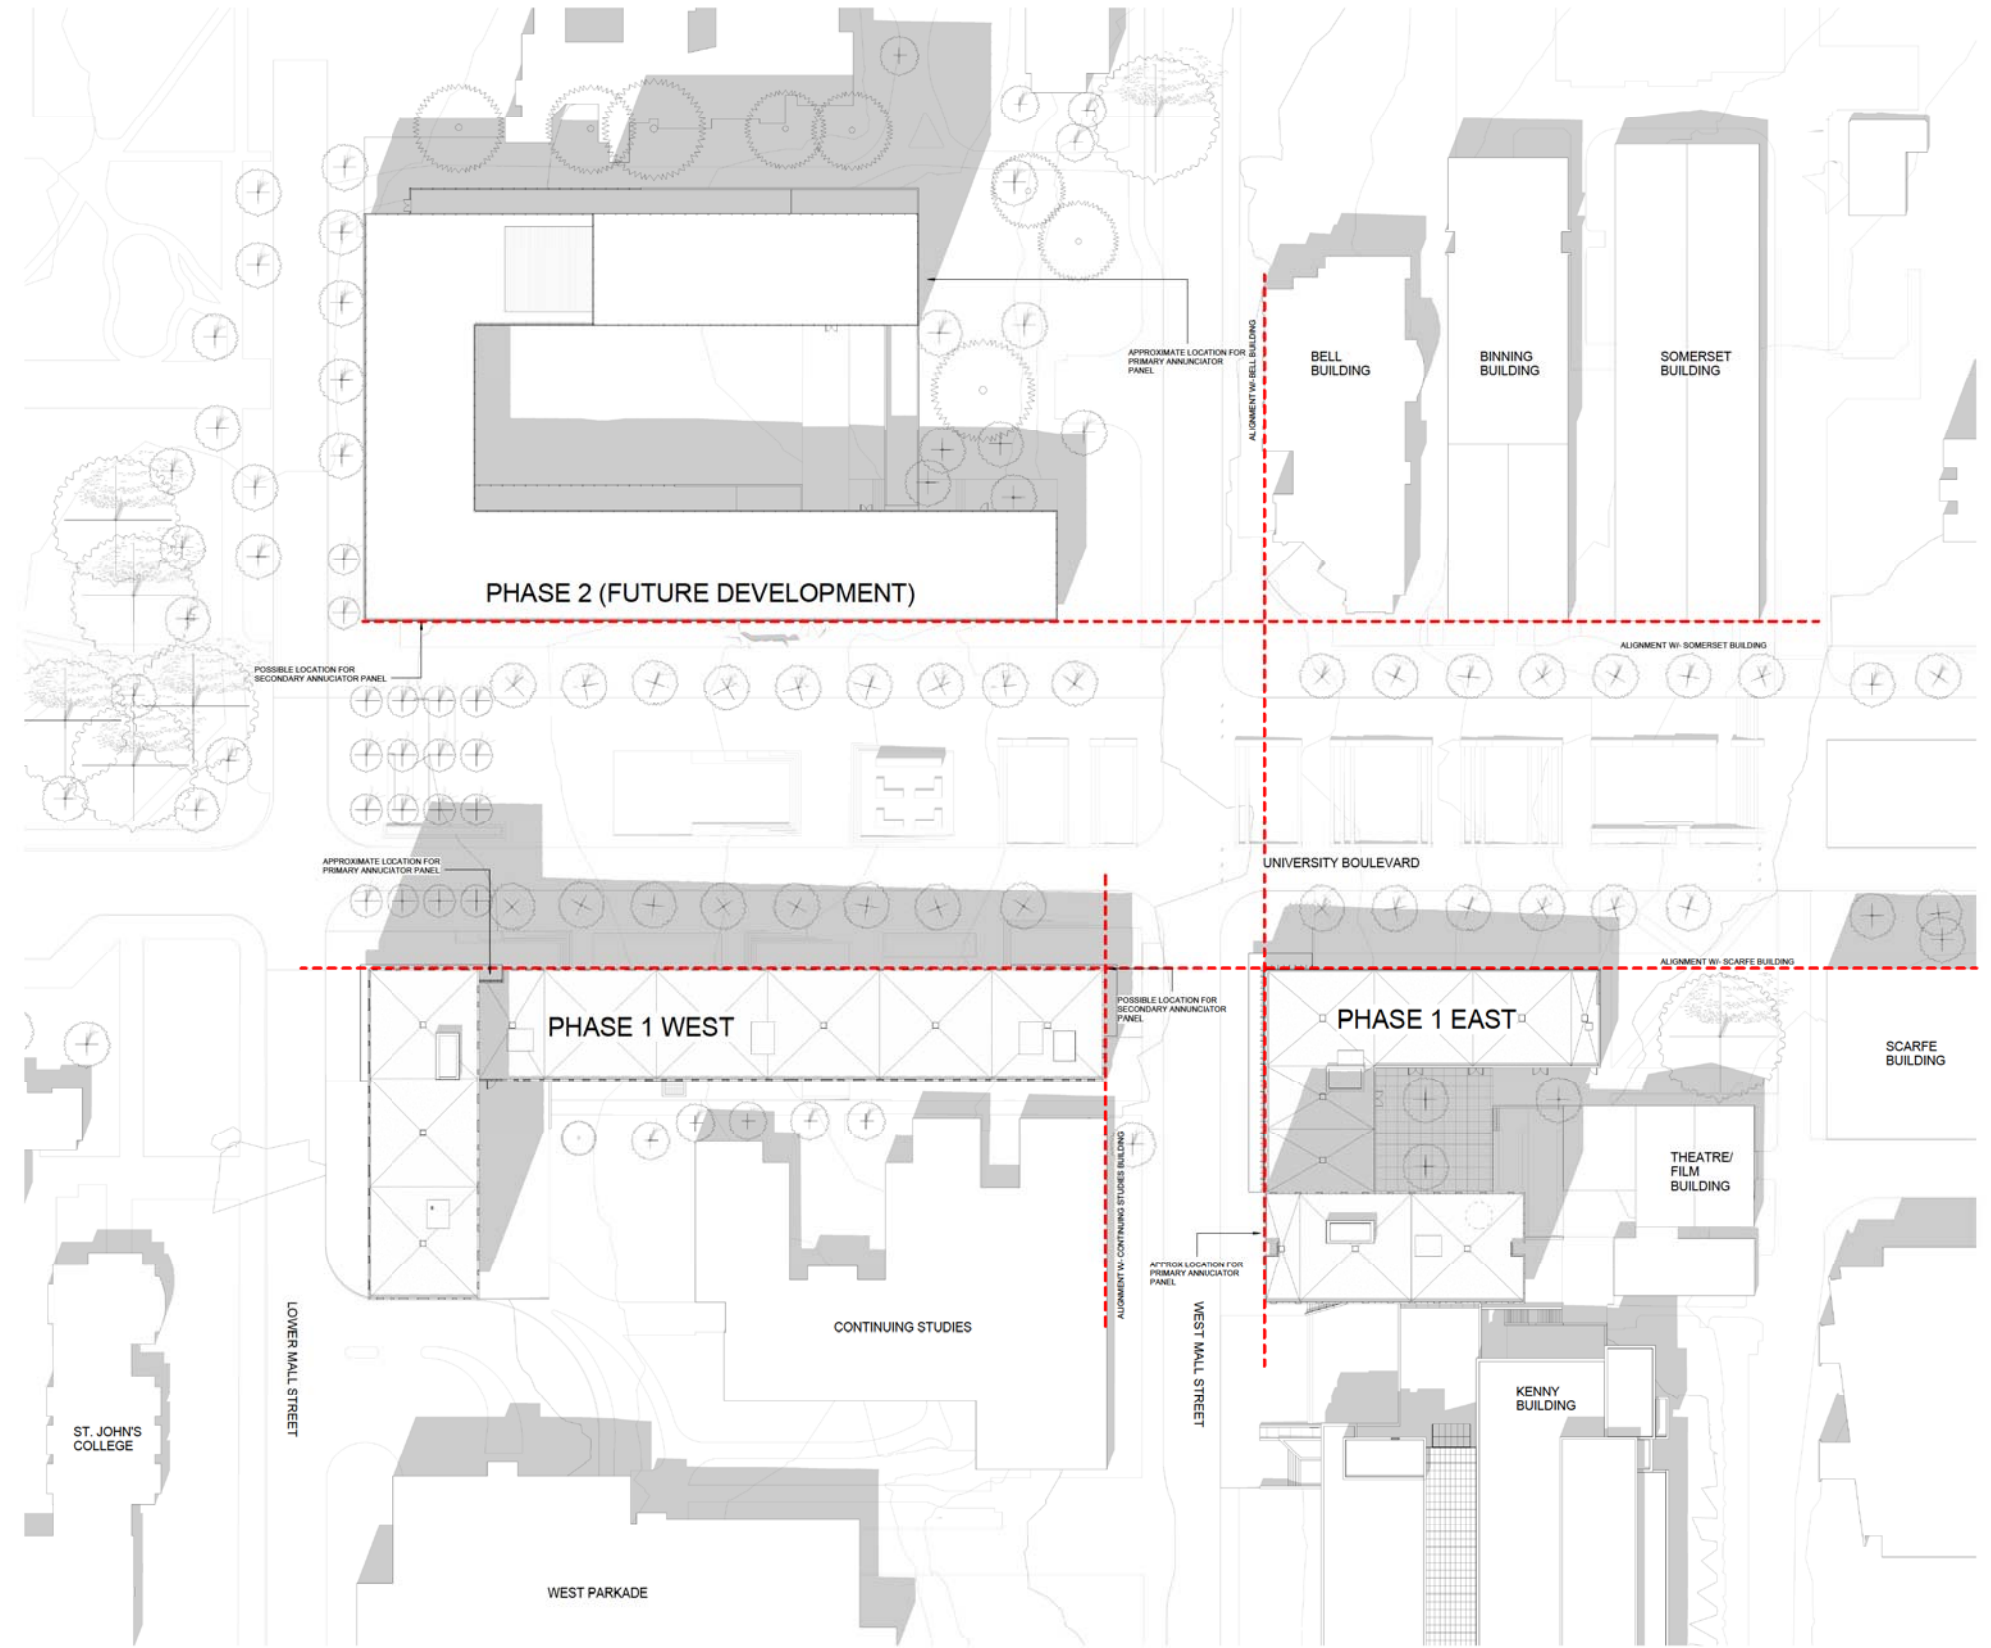 APPROXIMATE LOCATION FOR
PRIMARY ANNUNCIATOR
PANEL
ALIGNMENT W/- BELL BUILDING
BELL
BUILDING
BINNING
BUILDING
SOMERSET
BUILDING
PHASE 2 (FUTURE DEVELOPMENT)
ALIGNMENT W/- SOMERSET BUILDING
POSSIBLE LOCATION FOR
SECONDARY ANNUCIATOR PANEL
APPROXIMATE LOCATION FOR
PRIMARY ANNUCIATOR PANEL
UNIVERSITY BOULEVARD
ALIGNMENT W/- SCARFE BUILDING
POSSIBLE LOCATION FOR
SECONDARY ANNUNCIATOR
PANEL
PHASE 1 WEST
PHASE 1 EAST
SCARFE
BUILDING
ALIGNMENT W/- CONTINUING STUDIES BUILDING
THEATRE/
FILM
BUILDING
APPROX LOCATION FOR
PRIMARY ANNUCIATOR
PANEL
LOWER MALL STREET
CONTINUING STUDIES
WEST MALL STREET
KENNY
BUILDING
ST. JOHN'S
COLLEGE
WEST PARKADE